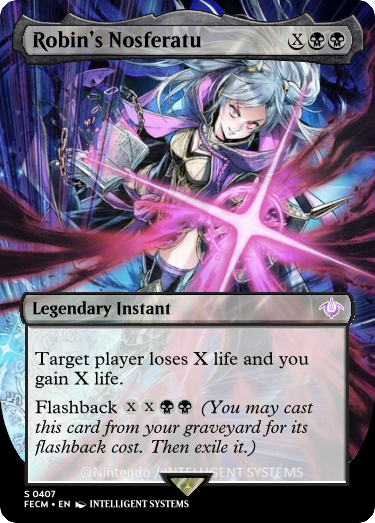 Robin's Nosferatu X
Legendary Instant
Target player loses X life and you
gain X life.
Flashback X X (You may cast
this card from your graveyard for its
flashback cost. Then exile it.)
©Nintendo / INTELLIGENT SYSTEMS
S 0407
FECM • EN INTELLIGENT SYSTEMS